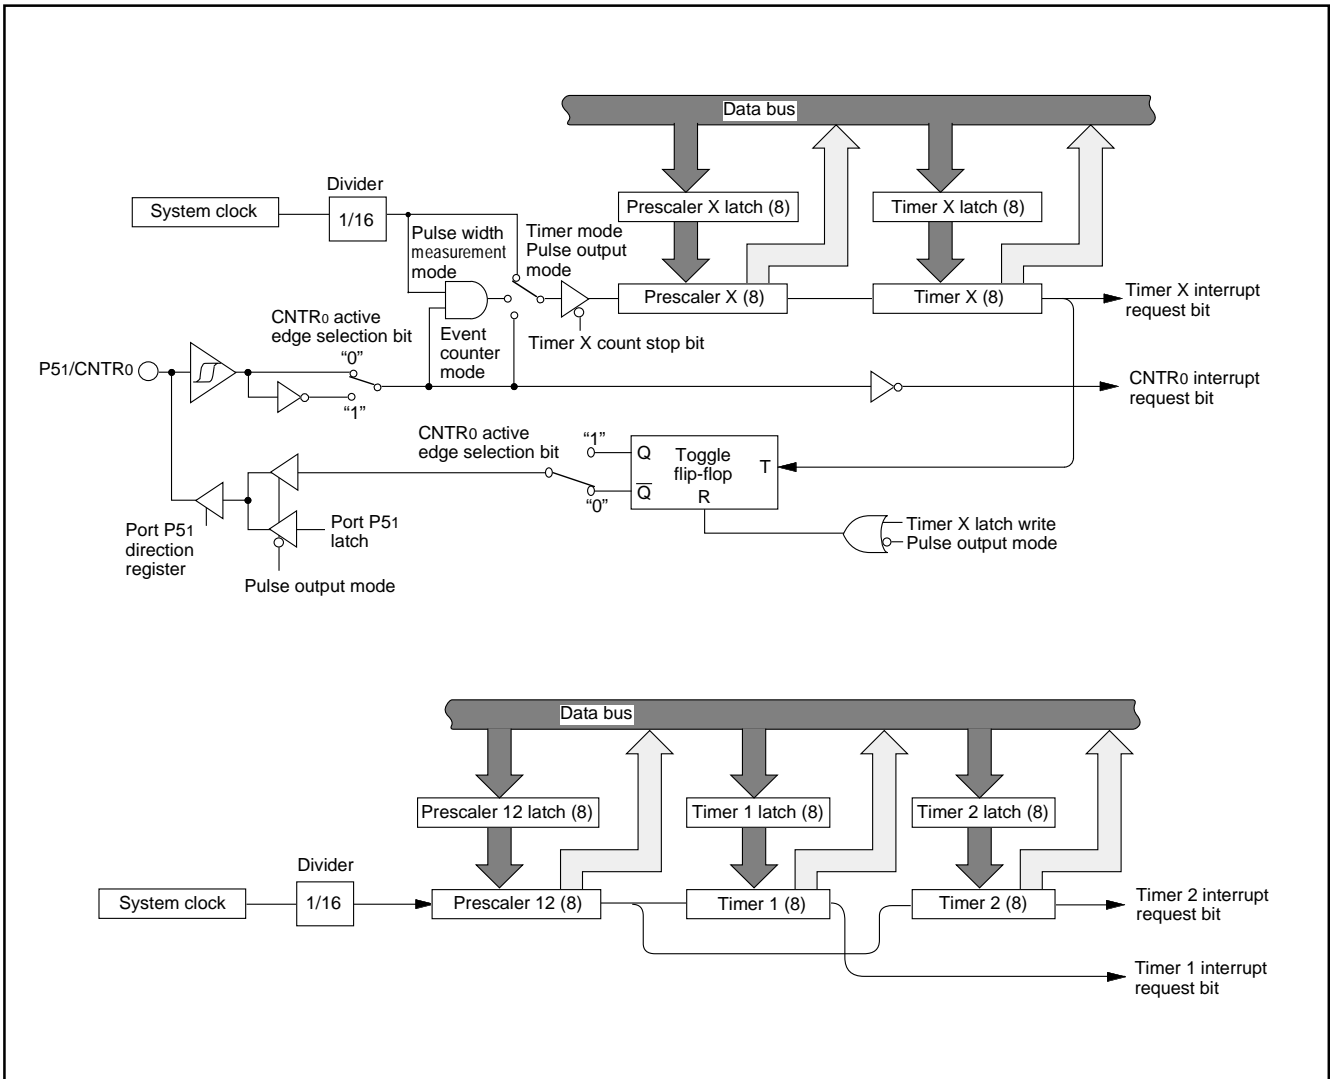 Data bus
Divider
System clock
1/16
Prescaler X latch (8)
Timer X latch (8)
Pulse width
measurement
mode
Timer mode
Pulse output
mode
Prescaler X (8)
Timer X (8)
Timer X interrupt
request bit
CNTR0 active
edge selection bit
"0"
"1"
Event
counter
mode
Timer X count stop bit
P51/CNTR0
CNTR0 interrupt
request bit
CNTR0 active
edge selection bit
"1"
"0"
Q
Q̅
Toggle
flip-flop
T
R
Port P51
direction
register
Port P51
latch
Pulse output mode
Timer X latch write
Pulse output mode
Data bus
Prescaler 12 latch (8)
Timer 1 latch (8)
Timer 2 latch (8)
Divider
System clock
1/16
Prescaler 12 (8)
Timer 1 (8)
Timer 2 (8)
Timer 2 interrupt
request bit
Timer 1 interrupt
request bit